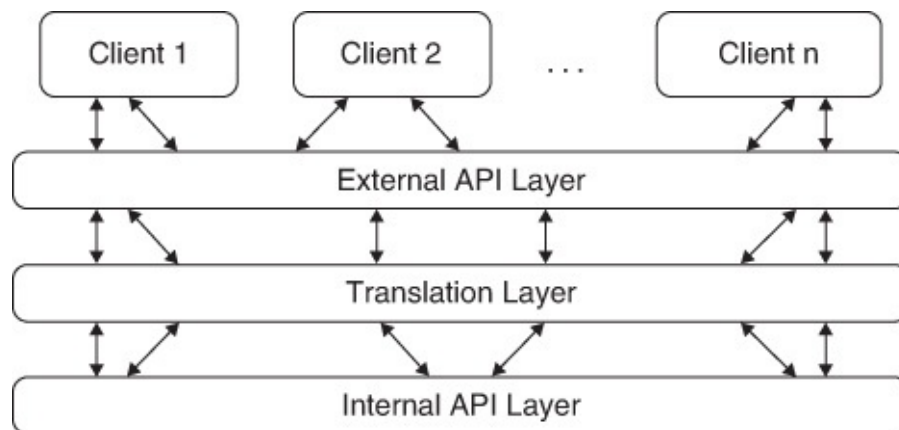 Client 1
Client 2
...
Client n
External API Layer
Translation Layer
Internal API Layer